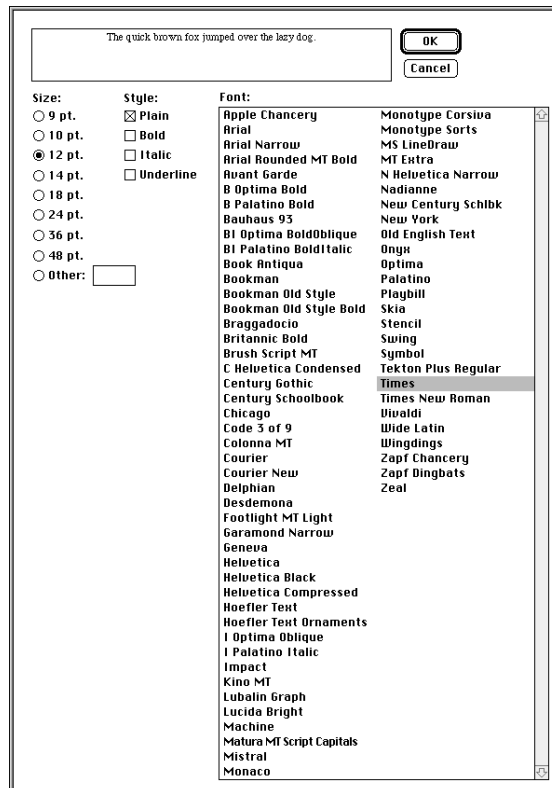 The quick brown fox jumped over the lazy dog.
OK
Cancel
Size:
9 pt.
10 pt.
12 pt.
14 pt.
18 pt.
24 pt.
36 pt.
48 pt.
Other:
Style:
Plain
Bold
Italic
Underline
Font:
Apple Chancery
Arial
Arial Narrow
Arial Rounded MT Bold
Avant Garde
B Optima Bold
B Palatino Bold
Bauhaus 93
BI Optima BoldOblique
BI Palatino BoldItalic
Book Antiqua
Bookman
Bookman Old Style
Bookman Old Style Bold
Braggadocio
Britannic Bold
Brush Script MT
C Helvetica Condensed
Century Gothic
Century Schoolbook
Chicago
Code 3 of 9
Colonna MT
Courier
Courier New
Delphian
Desdemona
Footlight MT Light
Garamond Narrow
Geneva
Helvetica
Helvetica Black
Helvetica Compressed
Hoefler Text
Hoefler Text Ornaments
I Optima Oblique
I Palatino Italic
Impact
Kino MT
Lubalin Graph
Lucida Bright
Machine
Matura MT Script Capitals
Mistral
Monaco
Monotype Corsiva
Monotype Sorts
MS LineDraw
MT Extra
N Helvetica Narrow
Nadianne
New Century Schlbk
New York
Old English Text
Onyx
Optima
Palatino
Playbill
Skia
Stencil
Swing
Symbol
Tekton Plus Regular
Times
Times New Roman
Vivaldi
Wide Latin
Wingdings
Zapf Chancery
Zapf Dingbats
Zeal